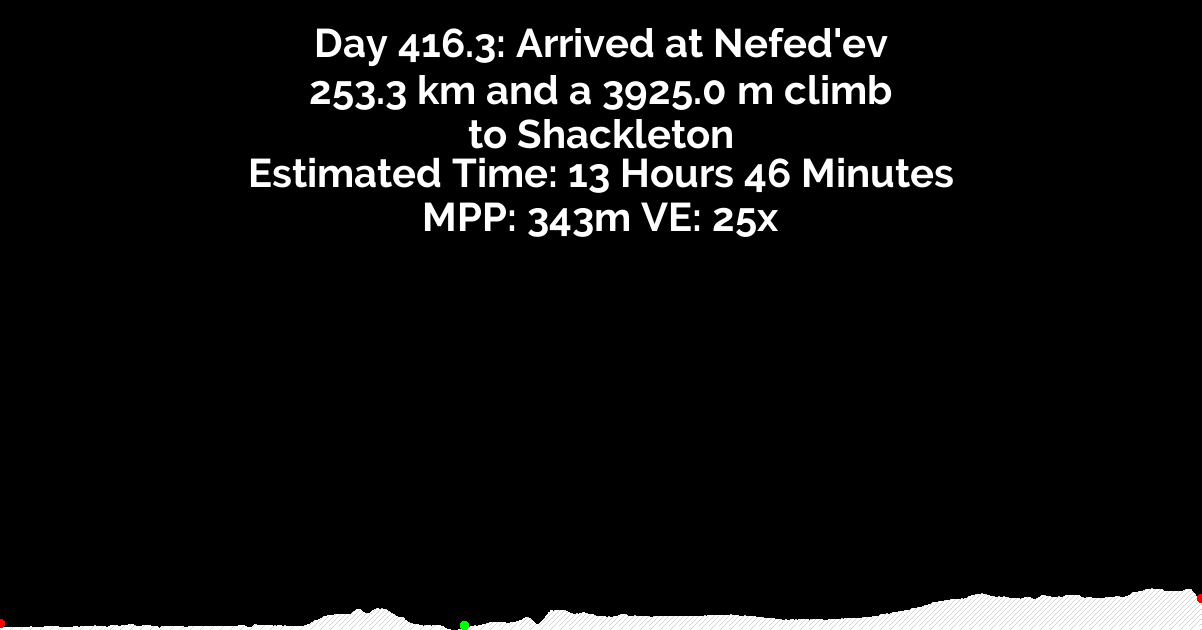 Day 416.3: Arrived at Nefed'ev
253.3 km and a 3925.0 m climb
to Shackleton
Estimated Time: 13 Hours 46 Minutes
MPP: 343m VE: 25x